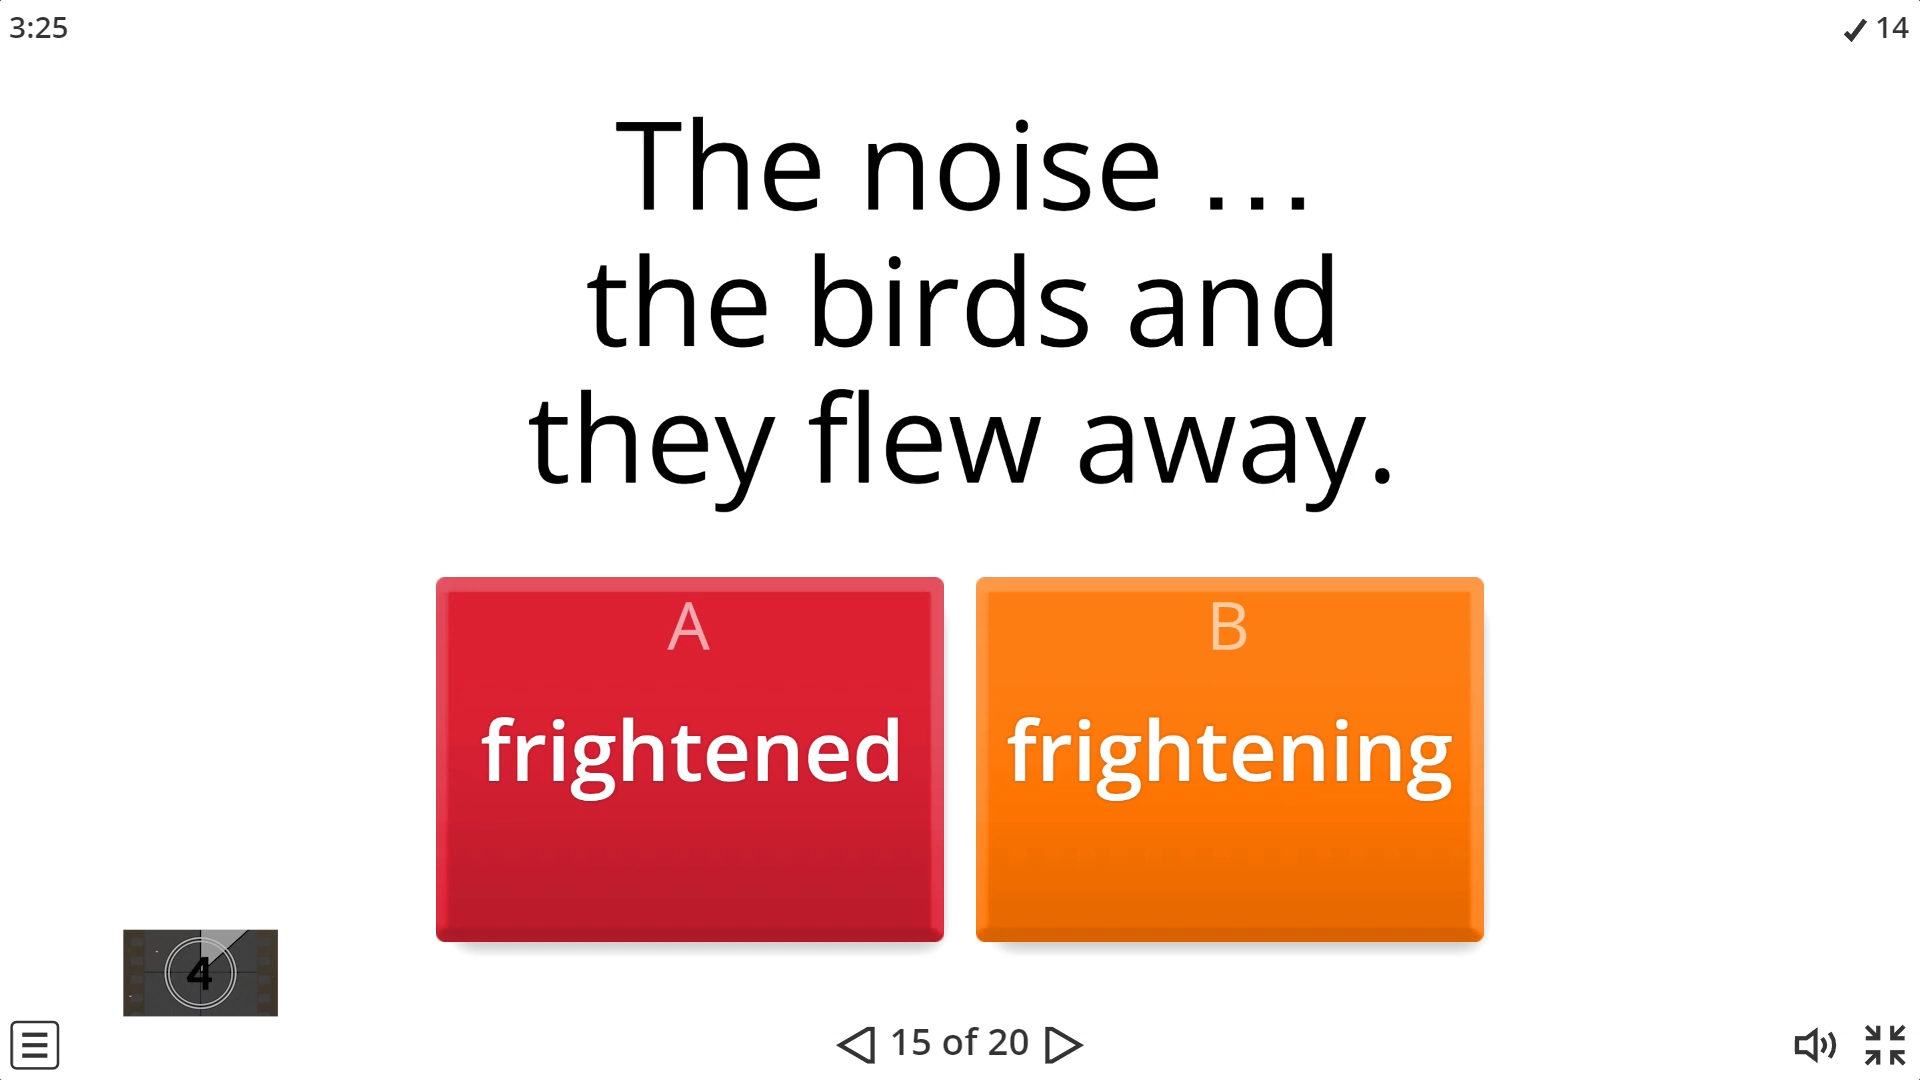 3:25
✓ 14
The noise ...
the birds and
they flew away.
A
B
frightened
frightening
4
15 of 20